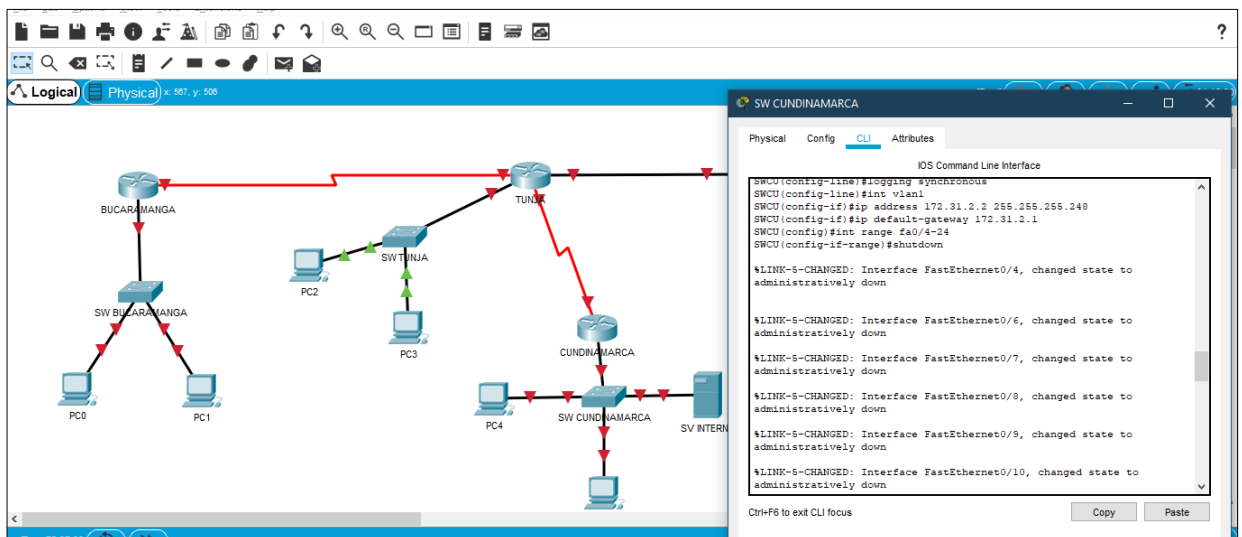 Logical
Physical
x: 567, y: 506
BUCARAMANGA
TUNJA
SW TUNJA
PC2
SW BUCARAMANGA
PC3
CUNDINAMARCA
PC0
PC1
PC4
SW CUNDINAMARCA
SV INTERN
SW CUNDINAMARCA
Physical Config CLI Attributes
IOS Command Line Interface
SWCU(config-line)#logging synchronous
SWCU(config-line)#int vlan1
SWCU(config-if)#ip address 172.31.2.2 255.255.255.248
SWCU(config-if)#ip default-gateway 172.31.2.1
SWCU(config)#int range fa0/4-24
SWCU(config-if-range)#shutdown
%LINK-5-CHANGED: Interface FastEthernet0/4, changed state to
administratively down
%LINK-5-CHANGED: Interface FastEthernet0/6, changed state to
administratively down
%LINK-5-CHANGED: Interface FastEthernet0/7, changed state to
administratively down
%LINK-5-CHANGED: Interface FastEthernet0/8, changed state to
administratively down
%LINK-5-CHANGED: Interface FastEthernet0/9, changed state to
administratively down
%LINK-5-CHANGED: Interface FastEthernet0/10, changed state to
administratively down
Ctrl+F6 to exit CLI focus
Copy
Paste